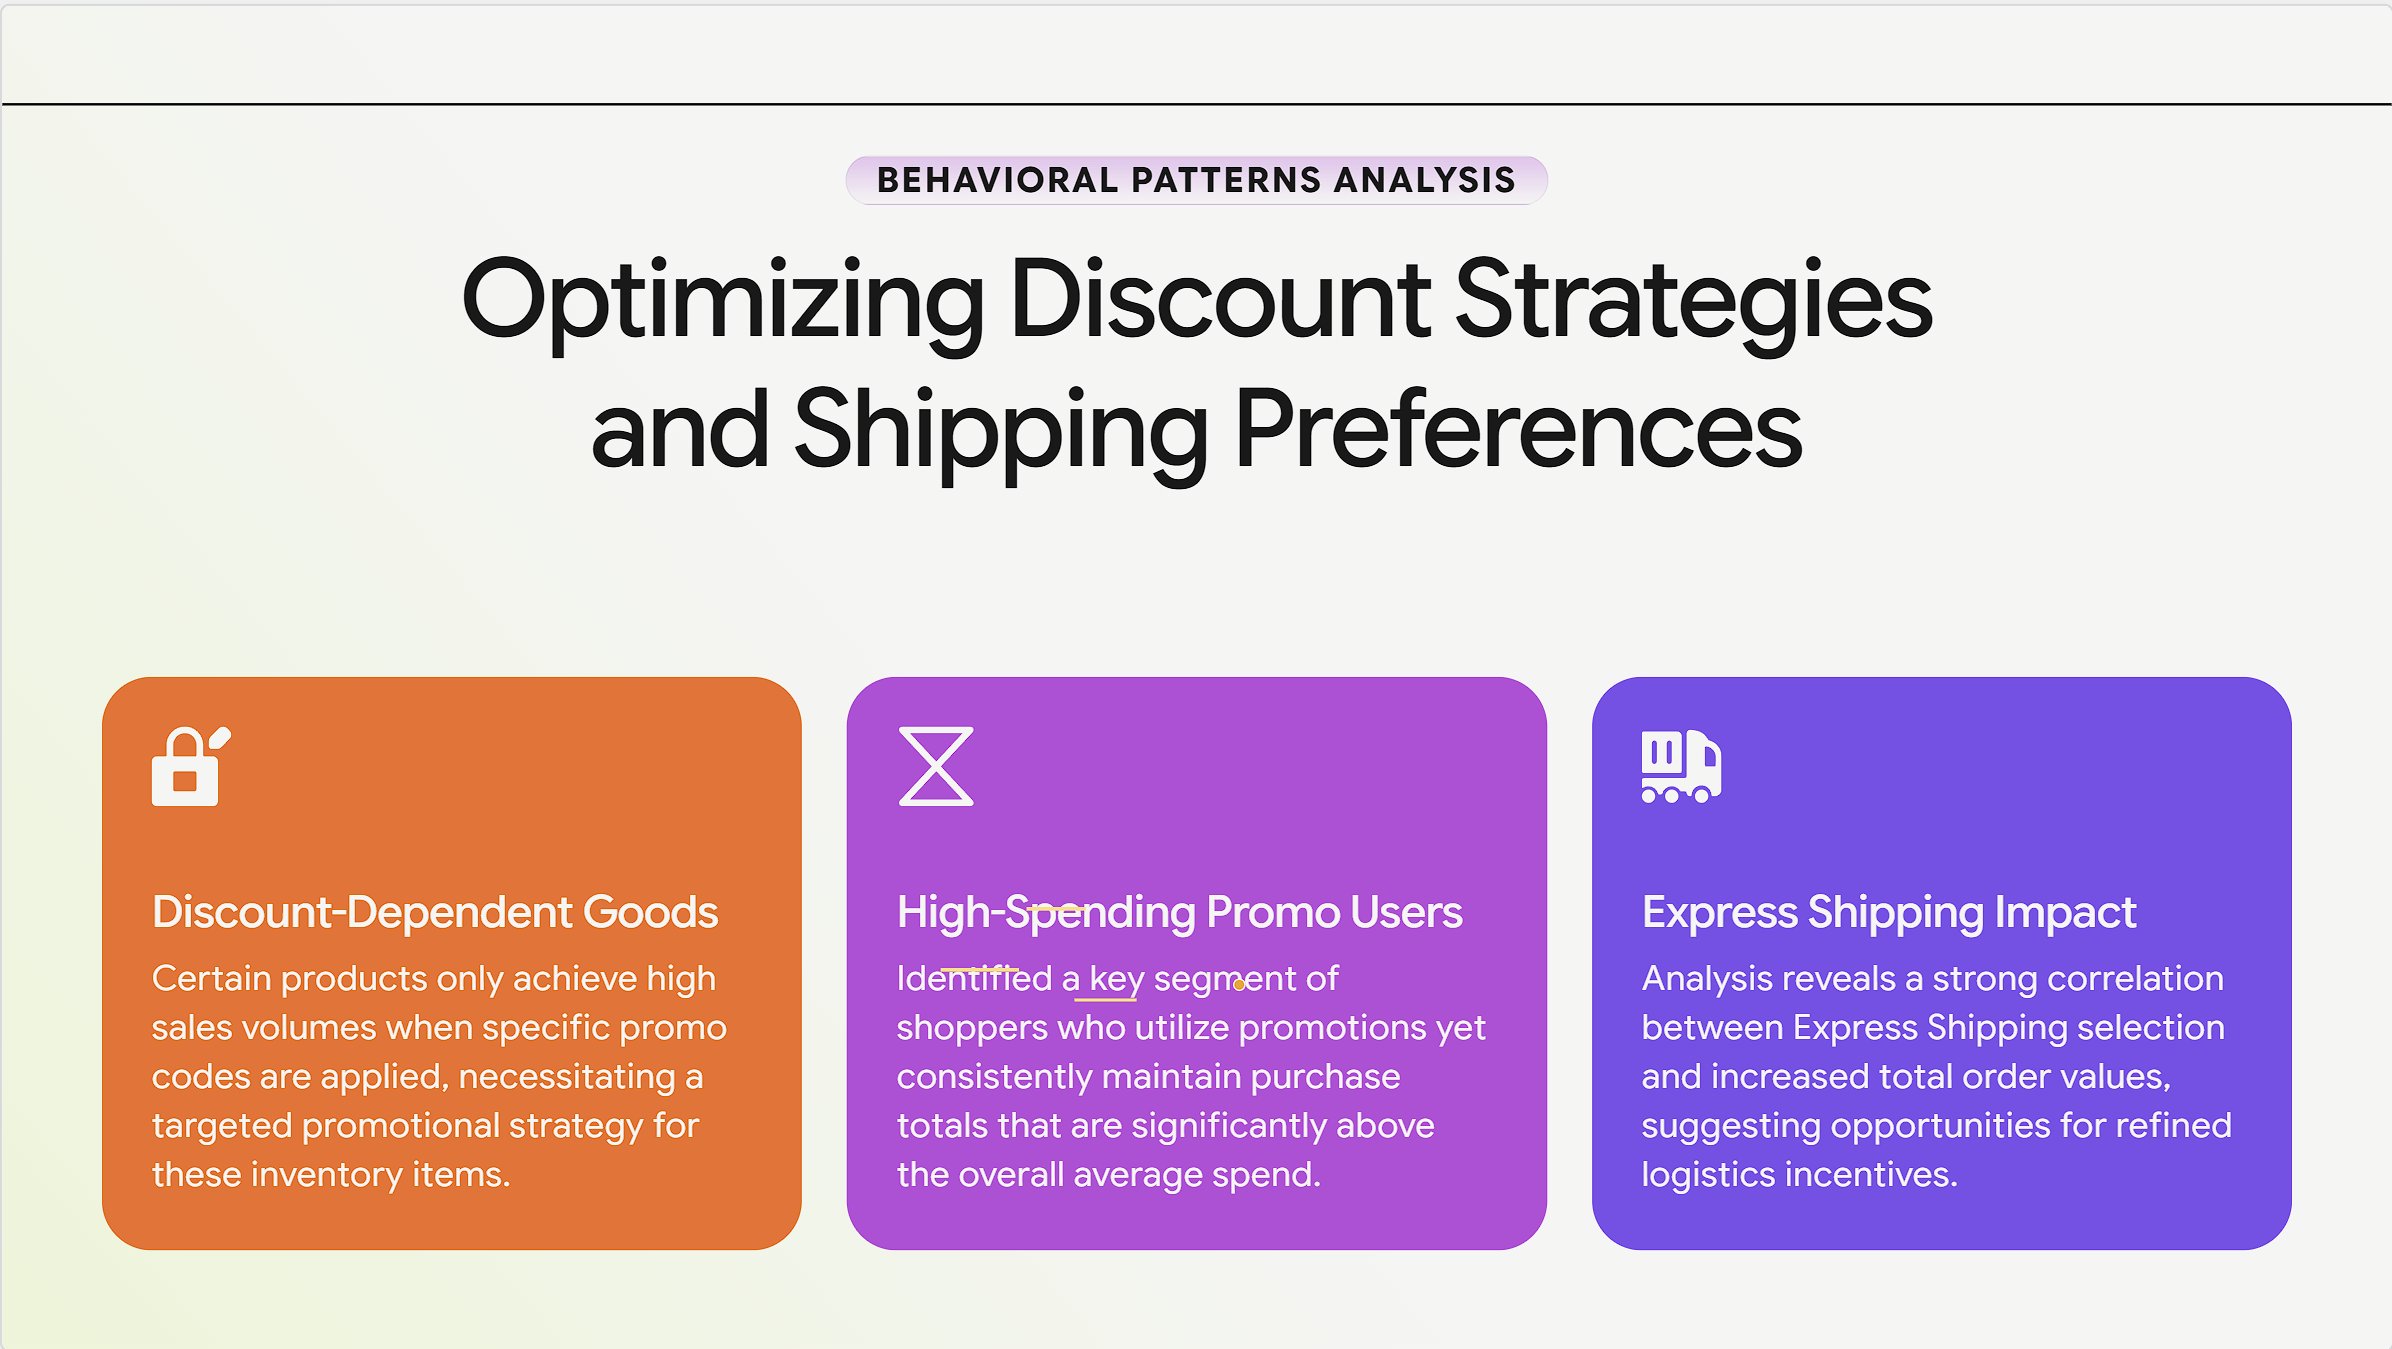 BEHAVIORAL PATTERNS ANALYSIS
Optimizing Discount Strategies
and Shipping Preferences
Discount-Dependent Goods
Certain products only achieve high
sales volumes when specific promo
codes are applied, necessitating a
targeted promotional strategy for
these inventory items.
High-Spending Promo Users
Identified a key segment of
shoppers who utilize promotions yet
consistently maintain purchase
totals that are significantly above
the overall average spend.
Express Shipping Impact
Analysis reveals a strong correlation
between Express Shipping selection
and increased total order values,
suggesting opportunities for refined
logistics incentives.